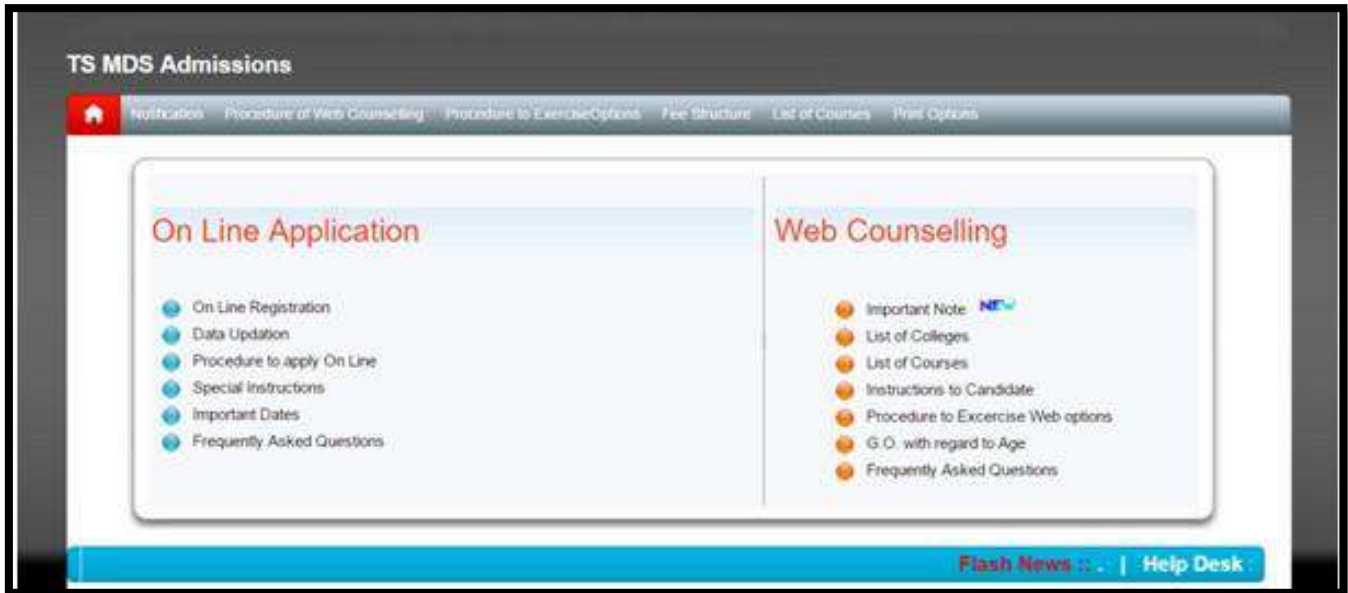 TS MDS Admissions
Notification Procedure of Web Counselling Procedure to ExerciseOptions Fee Structure List of Courses Print Options
On Line Application
On Line Registration
Data Updation
Procedure to apply On Line
Special Instructions
Important Dates
Frequently Asked Questions
Web Counselling
Important Note NEW
List of Colleges
List of Courses
Instructions to Candidate
Procedure to Excercise Web options
G.O. with regard to Age
Frequently Asked Questions
Flash News :: . | Help Desk :